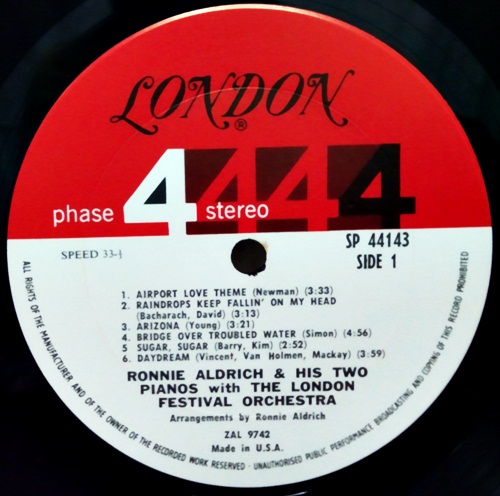 LONDON
®
phase 4 stereo
444
SPEED 33-⅓
SP 44143
SIDE 1
1. AIRPORT LOVE THEME (Newman) (3:33)
2. RAINDROPS KEEP FALLIN' ON MY HEAD
(Bacharach, David) (3:13)
3. ARIZONA (Young) (3:21)
4. BRIDGE OVER TROUBLED WATER (Simon) (4:56)
5 SUGAR, SUGAR (Barry, Kim) (2:52)
6. DAYDREAM (Vincent, Van Holmen, Mackay) (3:59)
RONNIE ALDRICH & HIS TWO
PIANOS with THE LONDON
FESTIVAL ORCHESTRA
Arrangements by Ronnie Aldrich
ZAL 9742
Made in U.S.A.
ALL RIGHTS OF THE MANUFACTURER AND OF THE OWNER OF THE RECORDED WORK RESERVED - UNAUTHORISED PUBLIC PERFORMANCE BROADCASTING AND COPYING OF THIS RECORD PROHIBITED